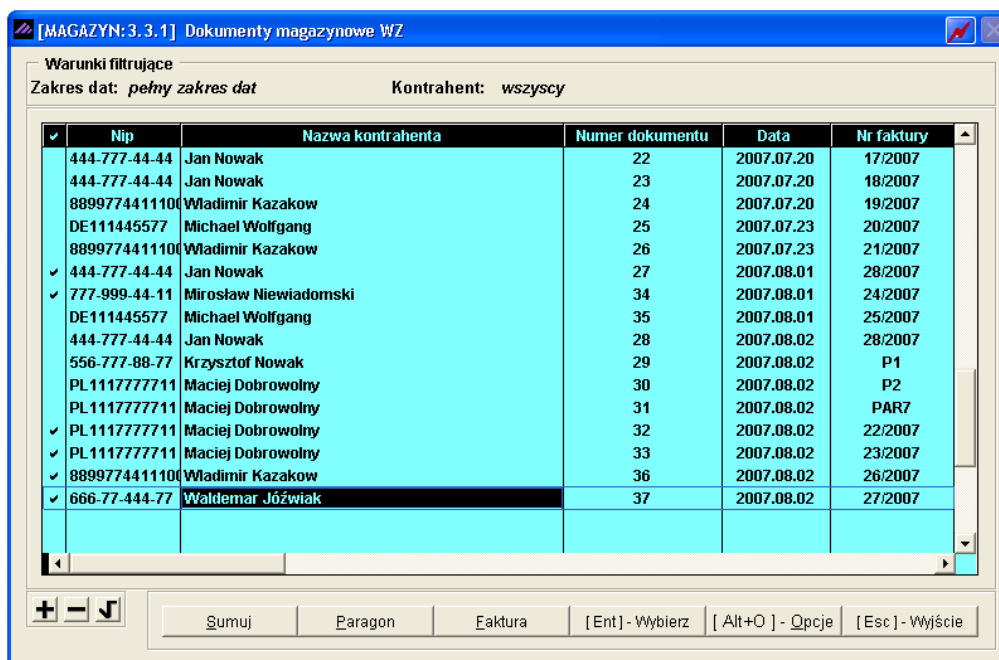 [MAGAZYN:3.3.1] Dokumenty magazynowe WZ
Warunki filtrujące
Zakres dat: pełny zakres dat Kontrahent: wszyscy
Nip Nazwa kontrahenta Numer dokumentu Data Nr faktury
444-777-44-44 Jan Nowak 22 2007.07.20 17/2007
444-777-44-44 Jan Nowak 23 2007.07.20 18/2007
8899774411100 Władimir Kazakow 24 2007.07.20 19/2007
DE111445577 Michael Wolfgang 25 2007.07.23 20/2007
8899774411100 Władimir Kazakow 26 2007.07.23 21/2007
✓ 444-777-44-44 Jan Nowak 27 2007.08.01 28/2007
✓ 777-999-44-11 Mirosław Niewiadomski 34 2007.08.01 24/2007
DE111445577 Michael Wolfgang 35 2007.08.01 25/2007
444-777-44-44 Jan Nowak 28 2007.08.02 28/2007
556-777-88-77 Krzysztof Nowak 29 2007.08.02 P1
PL1117777711 Maciej Dobrowolny 30 2007.08.02 P2
PL1117777711 Maciej Dobrowolny 31 2007.08.02 PAR7
✓ PL1117777711 Maciej Dobrowolny 32 2007.08.02 22/2007
✓ PL1117777711 Maciej Dobrowolny 33 2007.08.02 23/2007
✓ 8899774411100 Władimir Kazakow 36 2007.08.02 26/2007
✓ 666-77-444-77 Waldemar Jóźwiak 37 2007.08.02 27/2007
Sumuj Paragon Faktura [Ent] - Wybierz [ Alt+O ] - Opcje [Esc] - Wyjście